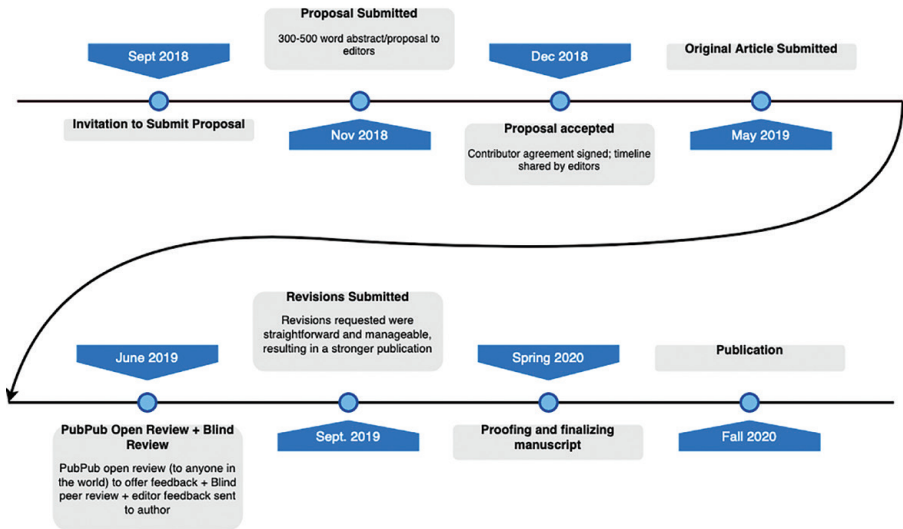 Sept 2018
Invitation to Submit Proposal
Proposal Submitted
300-500 word abstract/proposal to
editors
Nov 2018
Dec 2018
Proposal accepted
Contributor agreement signed; timeline
shared by editors
Original Article Submitted
May 2019
June 2019
PubPub Open Review + Blind
Review
PubPub open review (to anyone in
the world) to offer feedback + Blind
peer review + editor feedback sent
to author
Revisions Submitted
Revisions requested were
straightforward and manageable,
resulting in a stronger publication
Sept. 2019
Spring 2020
Proofing and finalizing
manuscript
Publication
Fall 2020